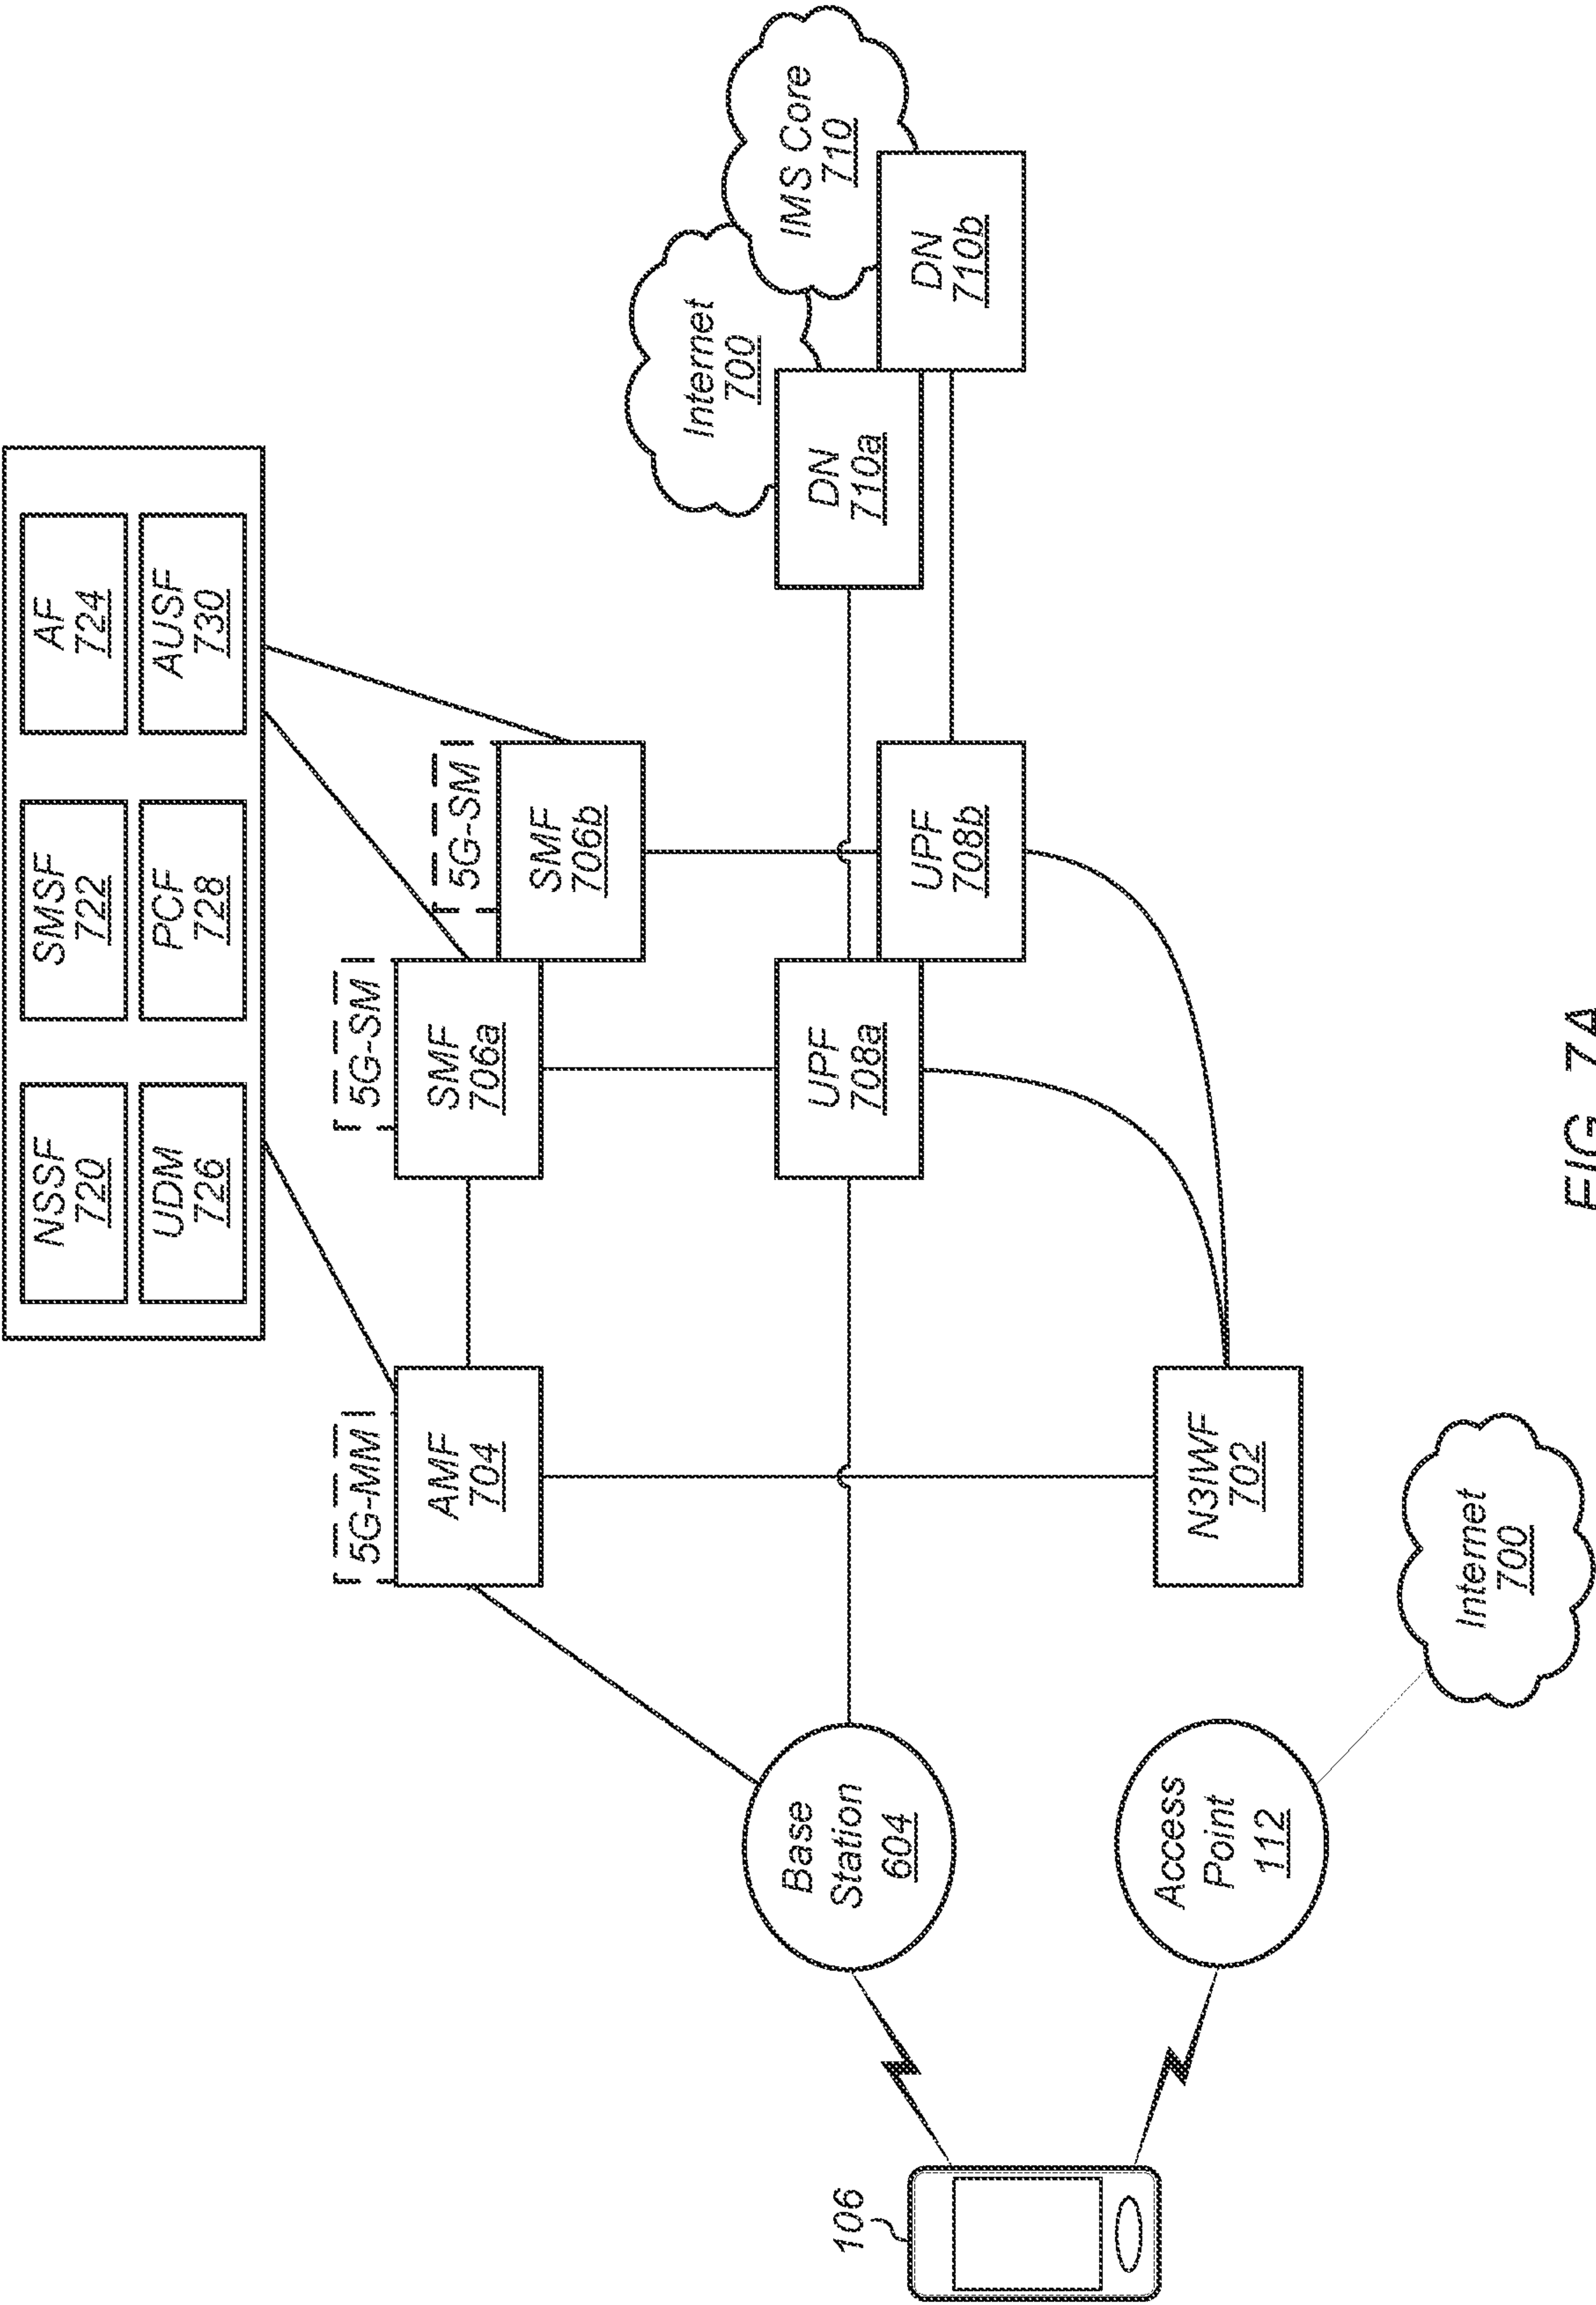 NSSF
720
SMSF
722
AF
724
UDM
726
PCF
728
AUSF
730
5G-MM
AMF
704
5G-SM
SMF
706a
5G-SM
SMF
706b
Internet
700
IMS Core
710
Base
Station
604
UPF
708a
UPF
708b
DN
710a
DN
710b
106
Access
Point
112
N3IWF
702
Internet
700
FIG. 7A